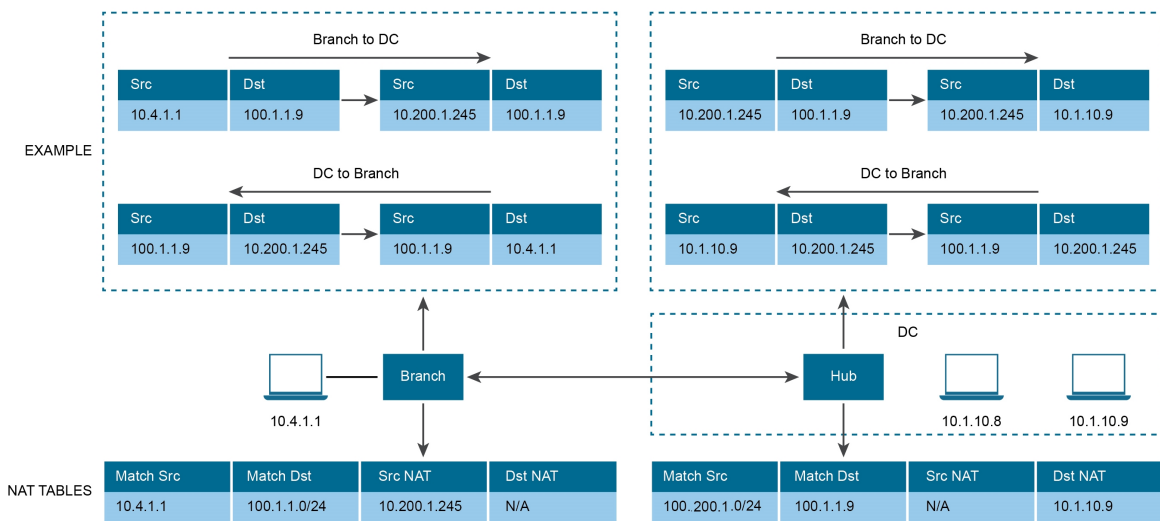 Branch to DC
Src Dst Src Dst
10.4.1.1 100.1.1.9 10.200.1.245 100.1.1.9
EXAMPLE
DC to Branch
Src Dst Src Dst
100.1.1.9 10.200.1.245 100.1.1.9 10.4.1.1
Branch to DC
Src Dst Src Dst
10.200.1.245 100.1.1.9 10.200.1.245 10.1.10.9
DC to Branch
Src Dst Src Dst
10.1.10.9 10.200.1.245 100.1.1.9 10.200.1.245
DC
Branch
Hub
10.4.1.1
10.1.10.8
10.1.10.9
NAT TABLES
Match Src Match Dst Src NAT Dst NAT
10.4.1.1 100.1.1.0/24 10.200.1.245 N/A
Match Src Match Dst Src NAT Dst NAT
100..200.1.0/24 100.1.1.9 N/A 10.1.10.9